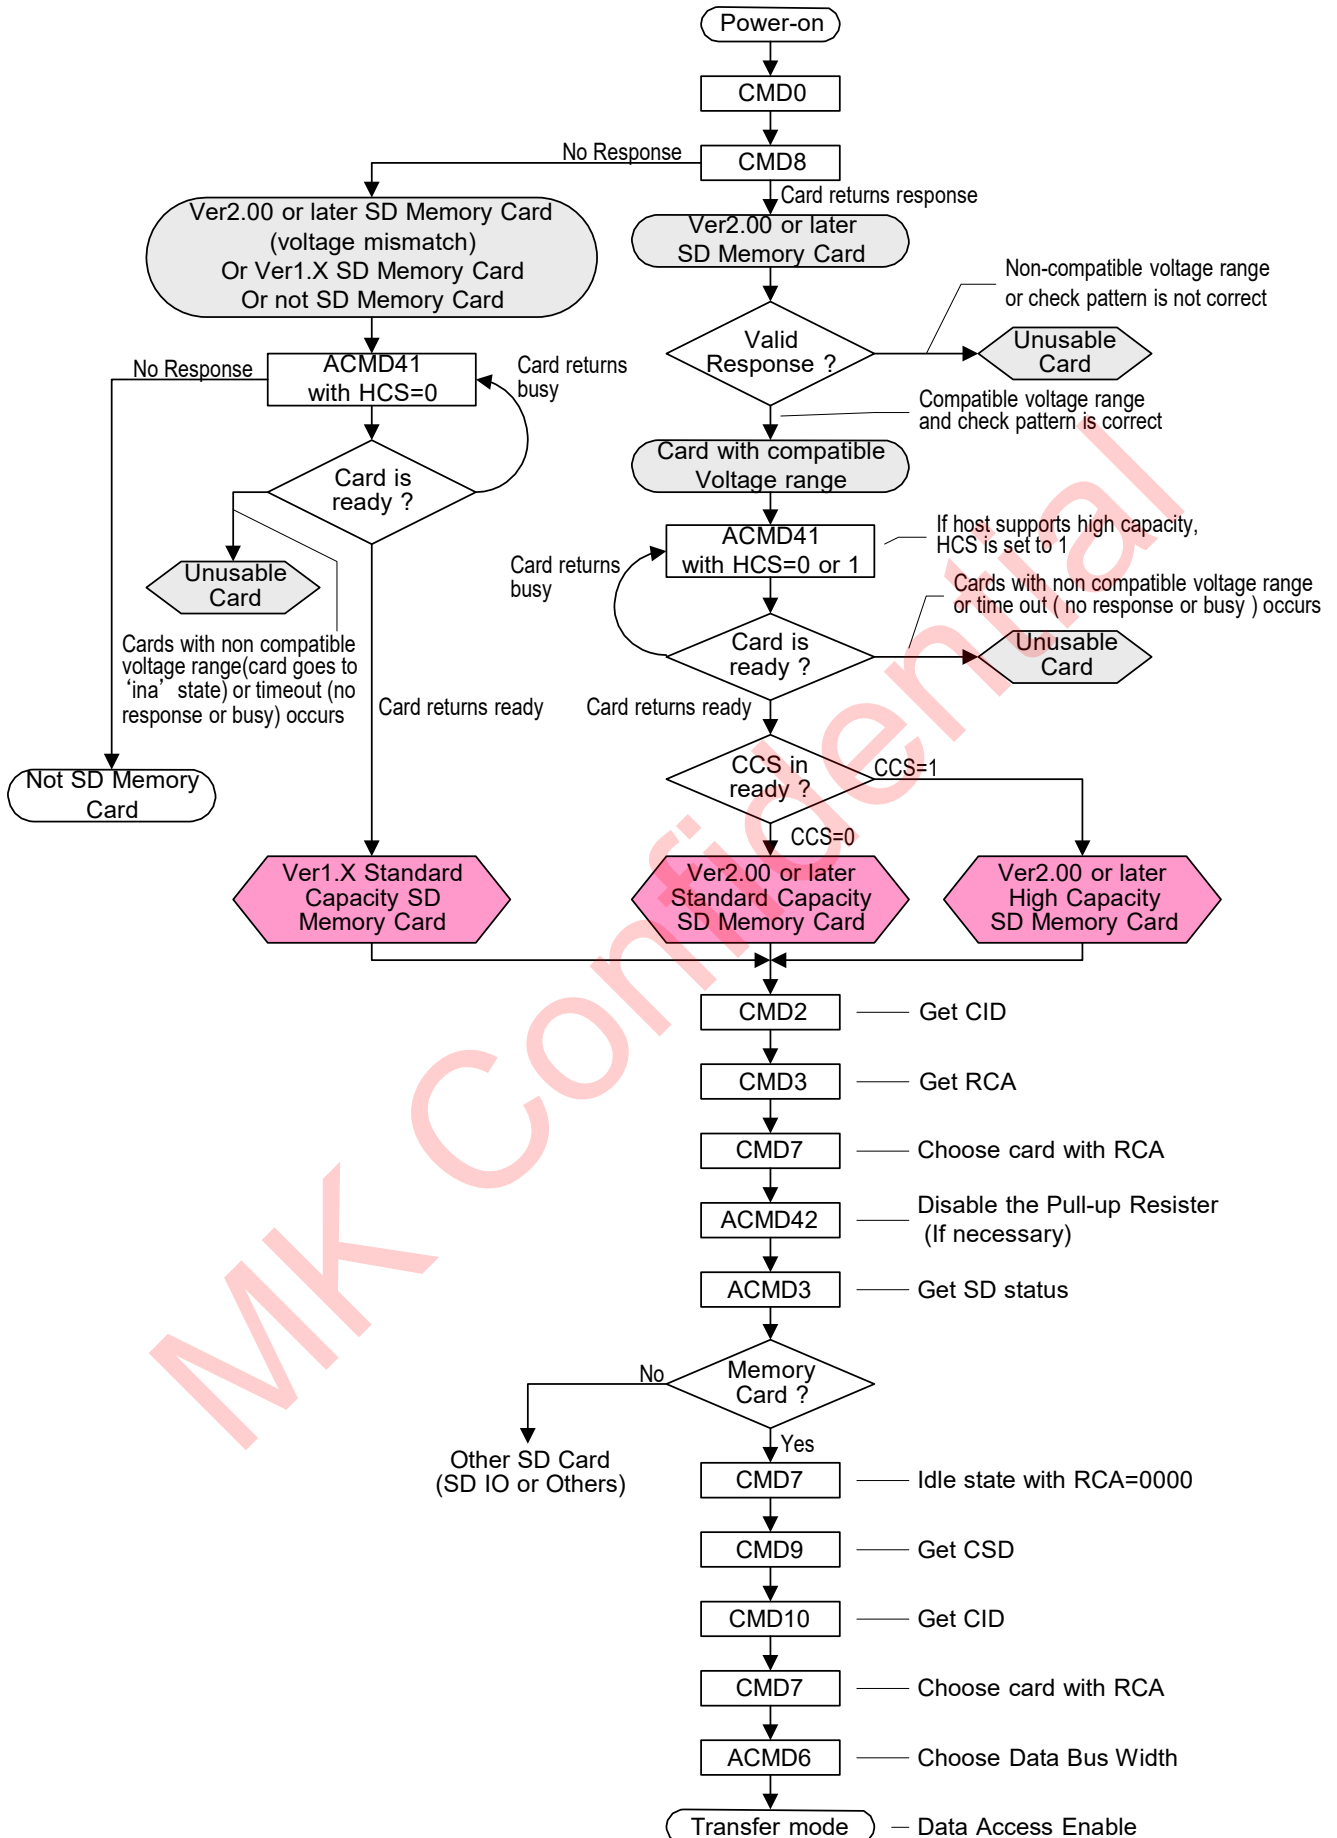 Power-on
CMD0
No Response
CMD8
Card returns response
Ver2.00 or later SD Memory Card
(voltage mismatch)
Or Ver1.X SD Memory Card
Or not SD Memory Card
Ver2.00 or later
SD Memory Card
Non-compatible voltage range
or check pattern is not correct
Valid
Response ?
Unusable
Card
No Response
ACMD41
with HCS=0
Card returns
busy
Compatible voltage range
and check pattern is correct
Card is
ready ?
Card with compatible
Voltage range
If host supports high capacity,
HCS is set to 1
ACMD41
with HCS=0 or 1
Card returns
busy
Unusable
Card
Cards with non compatible voltage range
or time out ( no response or busy ) occurs
Cards with non compatible
voltage range(card goes to
‘ina’ state) or timeout (no
response or busy) occurs
Card is
ready ?
Unusable
Card
Card returns ready
Card returns ready
Not SD Memory
Card
CCS in
ready ?
CCS=1
CCS=0
Ver1.X Standard
Capacity SD
Memory Card
Ver2.00 or later
Standard Capacity
SD Memory Card
Ver2.00 or later
High Capacity
SD Memory Card
CMD2
Get CID
CMD3
Get RCA
CMD7
Choose card with RCA
ACMD42
Disable the Pull-up Resister
(If necessary)
ACMD3
Get SD status
No
Memory
Card ?
Yes
Other SD Card
(SD IO or Others)
CMD7
Idle state with RCA=0000
CMD9
Get CSD
CMD10
Get CID
CMD7
Choose card with RCA
ACMD6
Choose Data Bus Width
Transfer mode
Data Access Enable
MK Confidential